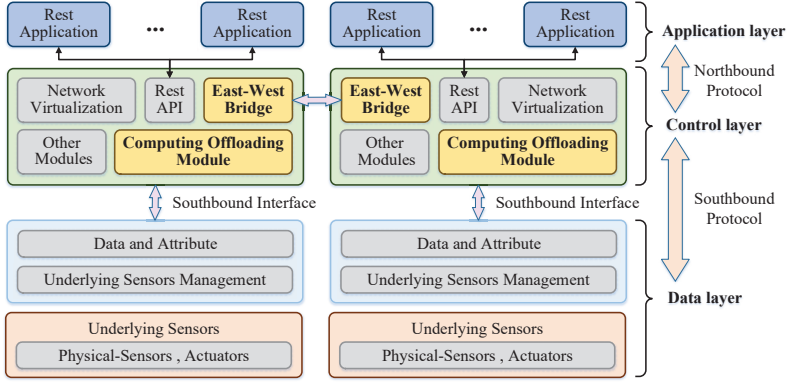 Rest
Application
...
Rest
Application
Rest
Application
...
Rest
Application
Application layer
Northbound
Protocol
Network
Virtualization
Rest
API
East-West
Bridge
East-West
Bridge
Rest
API
Network
Virtualization
Control layer
Other
Modules
Computing Offloading
Module
Other
Modules
Computing Offloading
Module
Southbound Interface
Southbound Interface
Southbound
Protocol
Data and Attribute
Data and Attribute
Underlying Sensors Management
Underlying Sensors Management
Data layer
Underlying Sensors
Underlying Sensors
Physical-Sensors , Actuators
Physical-Sensors , Actuators